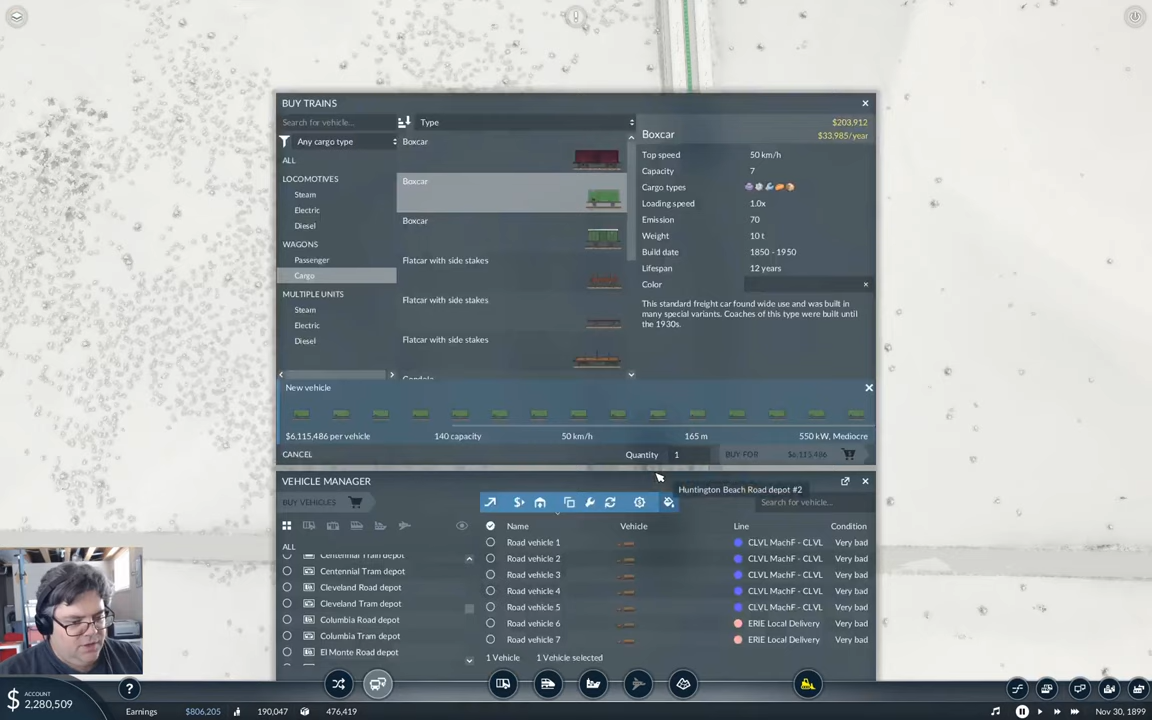 BUY TRAINS
Search for vehicle...
Type
Any cargo type
ALL
LOCOMOTIVES
Steam
Electric
Diesel
WAGONS
Passenger
Cargo
MULTIPLE UNITS
Steam
Electric
Diesel
Boxcar
Boxcar
Boxcar
Flatcar with side stakes
Flatcar with side stakes
Flatcar with side stakes
Gondola
$203,912
Boxcar
$33,985/year
Top speed 50 km/h
Capacity 7
Cargo types
Loading speed 1.0x
Emission 70
Weight 10 t
Build date 1850 - 1950
Lifespan 12 years
Color
This standard freight car found wide use and was built in
many special variants. Coaches of this type were built until
the 1930s.
New vehicle
$6,115,486 per vehicle 140 capacity 50 km/h 165 m 550 kW, Mediocre
CANCEL Quantity 1 BUY FOR $6,115,486
VEHICLE MANAGER
Huntington Beach Road depot #2
BUY VEHICLES
Search for vehicle...
ALL
Centennial Train depot
Centennial Tram depot
Cleveland Road depot
Cleveland Tram depot
Columbia Road depot
Columbia Tram depot
El Monte Road depot
Name Vehicle Line Condition
Road vehicle 1 CLVL MachF - CLVL Very bad
Road vehicle 2 CLVL MachF - CLVL Very bad
Road vehicle 3 CLVL MachF - CLVL Very bad
Road vehicle 4 CLVL MachF - CLVL Very bad
Road vehicle 5 CLVL MachF - CLVL Very bad
Road vehicle 6 ERIE Local Delivery Very bad
Road vehicle 7 ERIE Local Delivery Very bad
1 Vehicle 1 Vehicle selected
$ ACCOUNT
2,280,509
?
Earnings $806,205 190,047 476,419
Nov 30, 1899